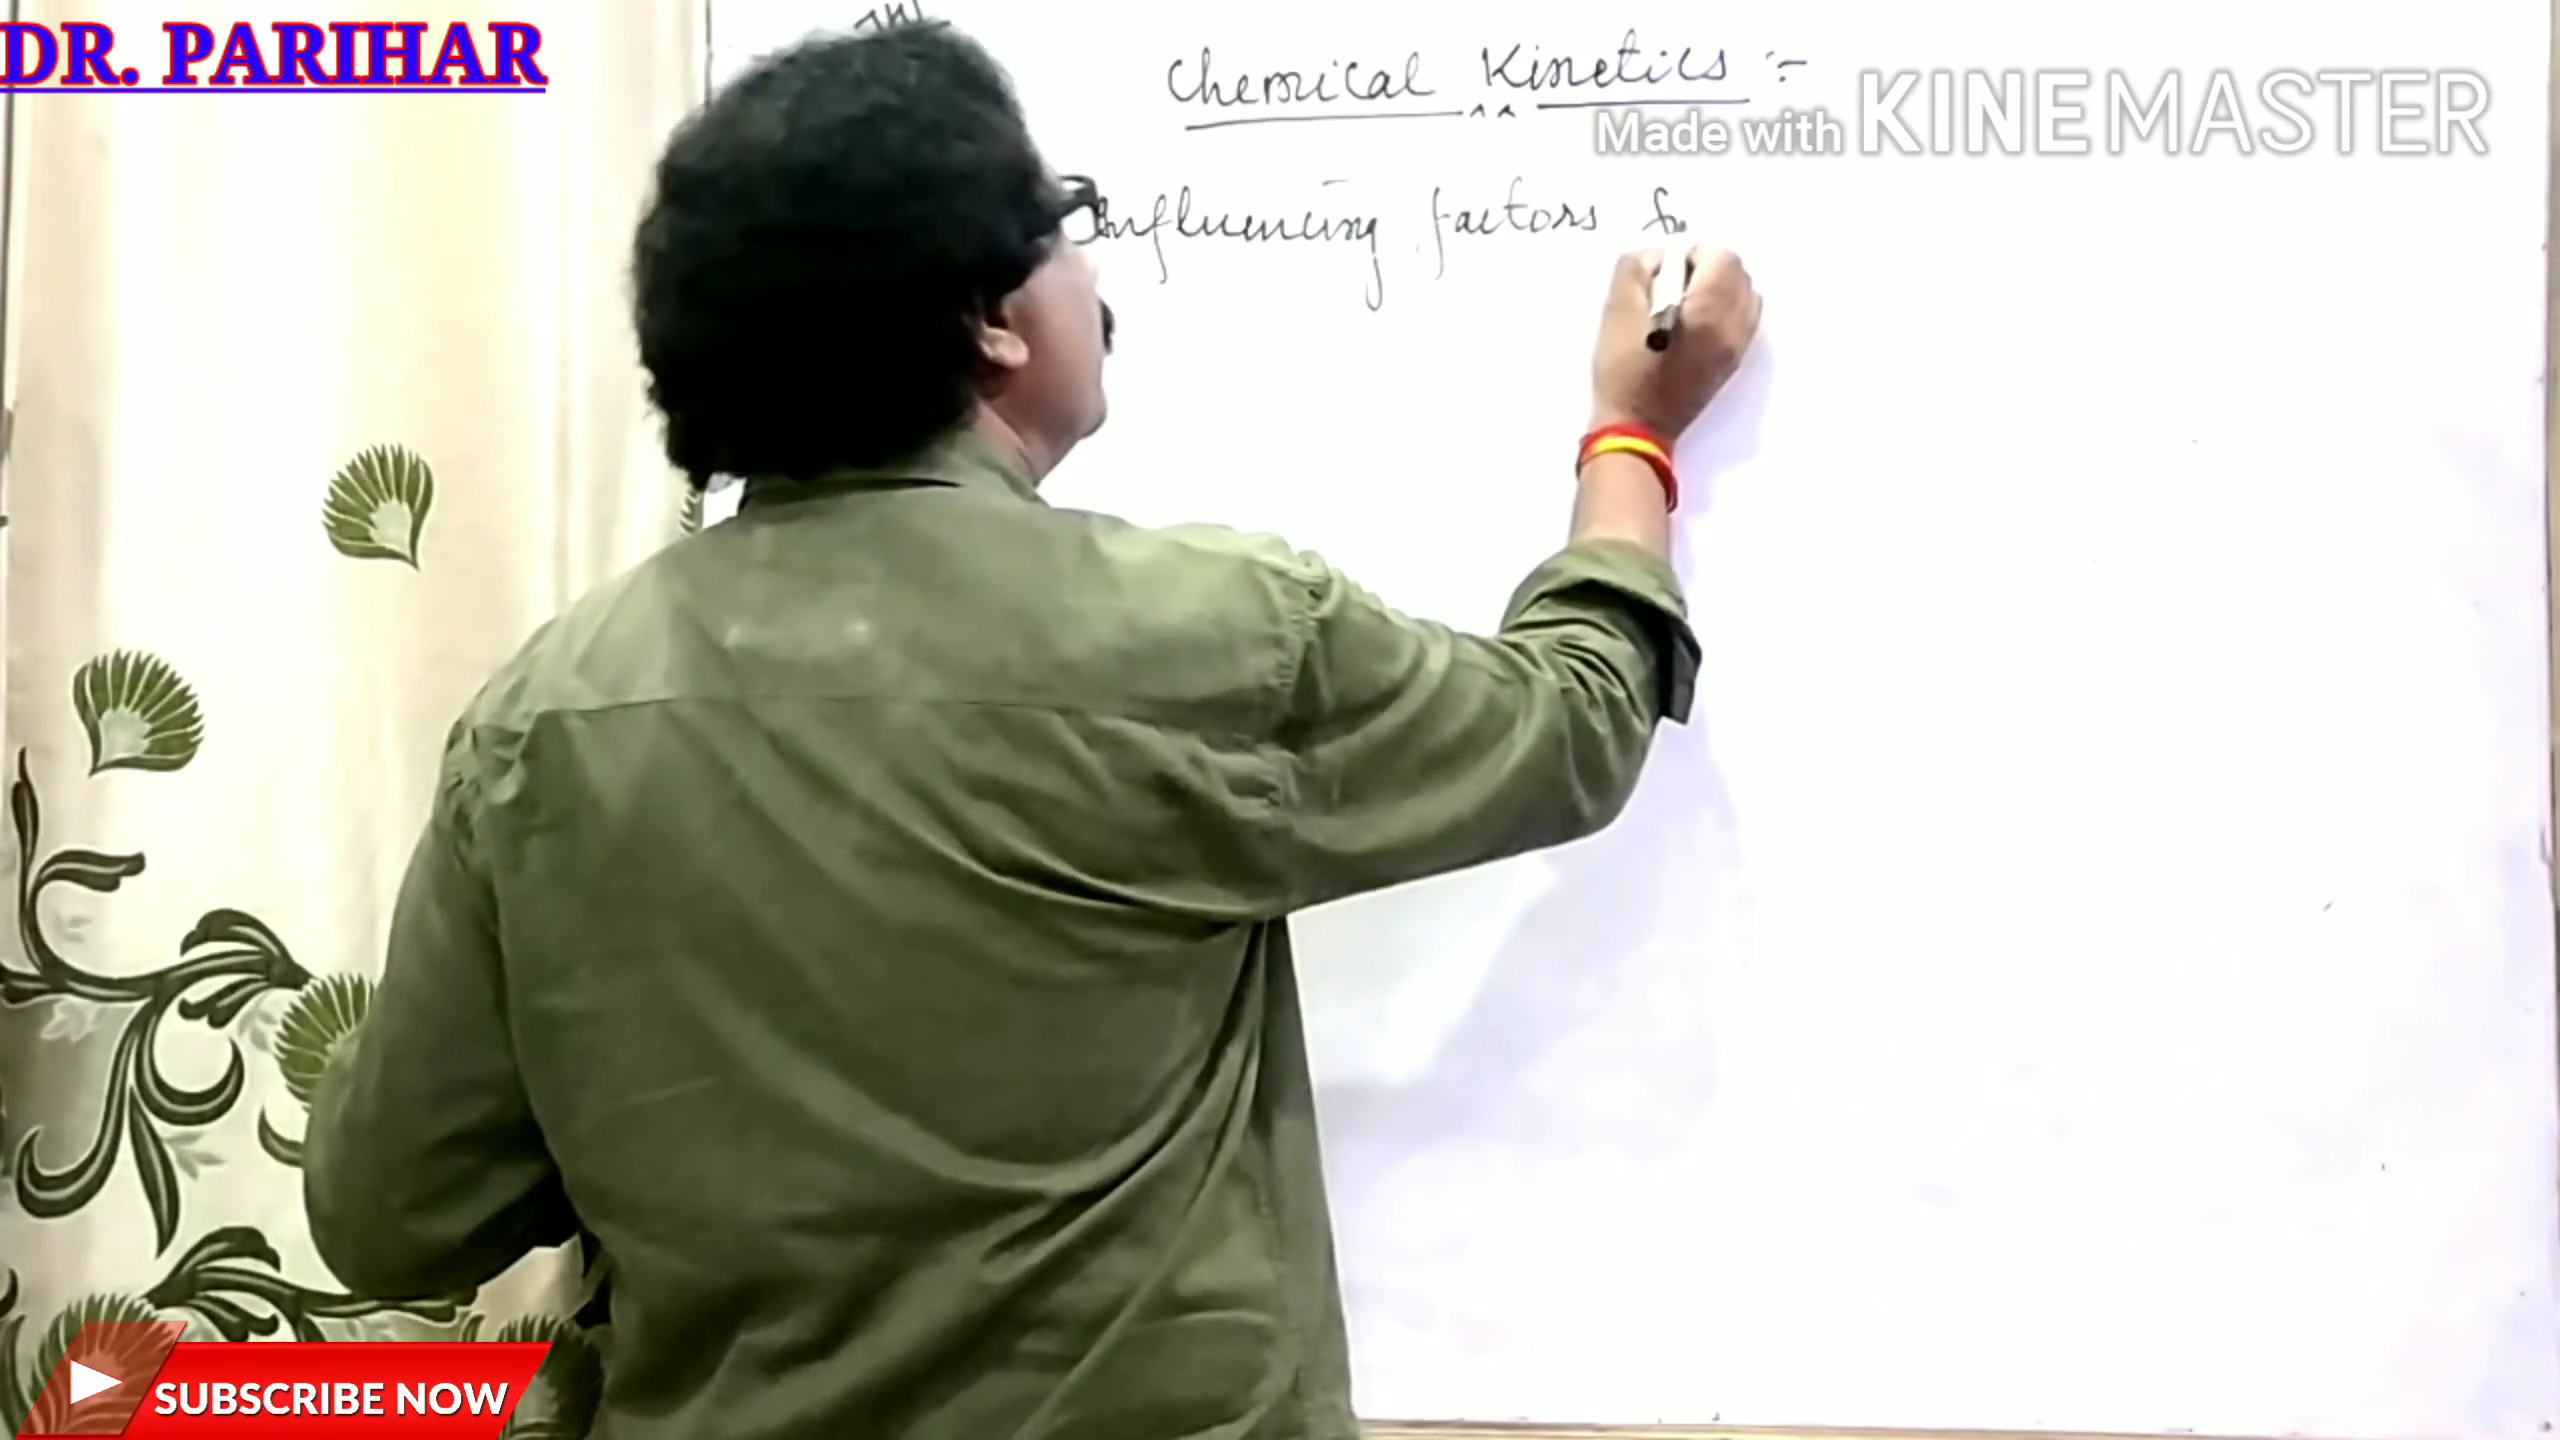 DR. PARIHAR
Chemical Kinetics :-
Made with KINEMASTER
Influencing factors fo
SUBSCRIBE NOW